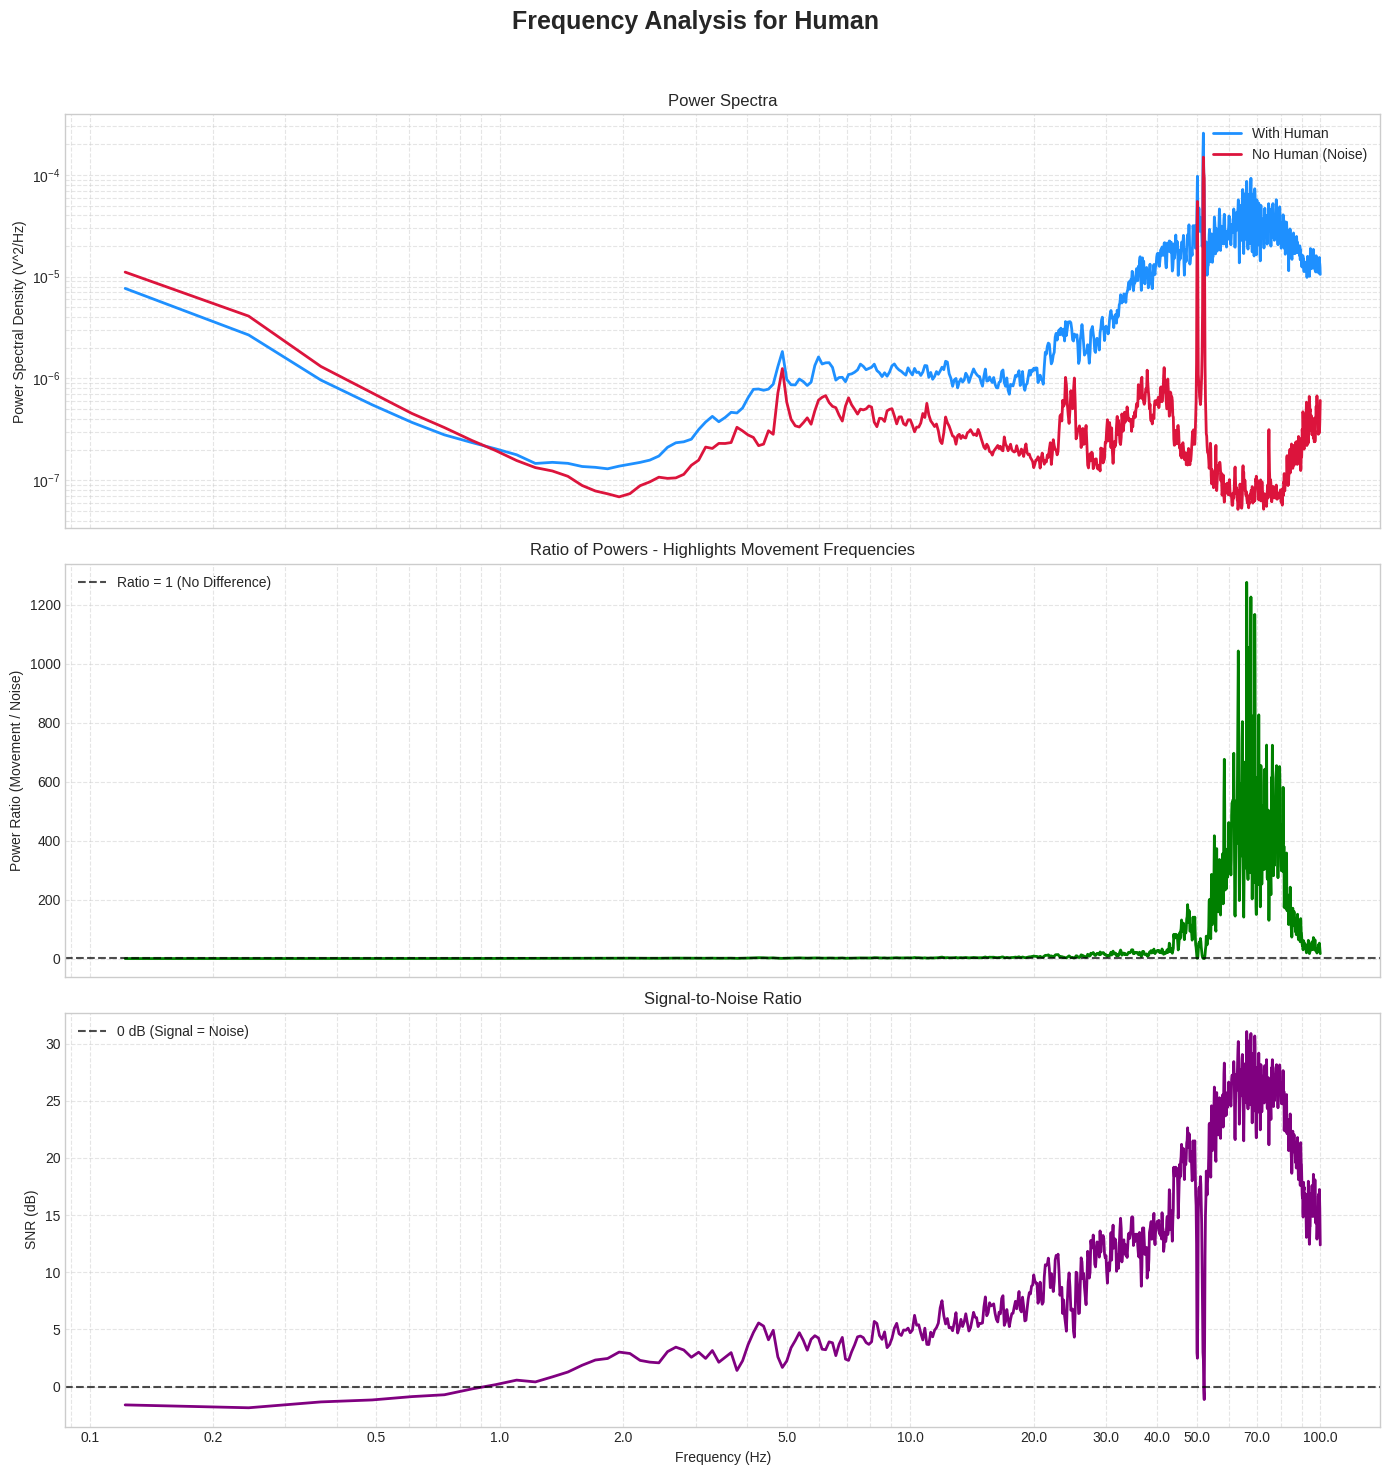 Frequency Analysis for Human
Power Spectra
With Human
No Human (Noise)
Power Spectral Density (V^2/Hz)
10⁻⁴
10⁻⁵
10⁻⁶
10⁻⁷
Ratio of Powers - Highlights Movement Frequencies
Ratio = 1 (No Difference)
Power Ratio (Movement / Noise)
1200
1000
800
600
400
200
0
Signal-to-Noise Ratio
0 dB (Signal = Noise)
SNR (dB)
30
25
20
15
10
5
0
0.1 0.2 0.5 1.0 2.0 5.0 10.0 20.0 30.0 40.0 50.0 70.0 100.0
Frequency (Hz)